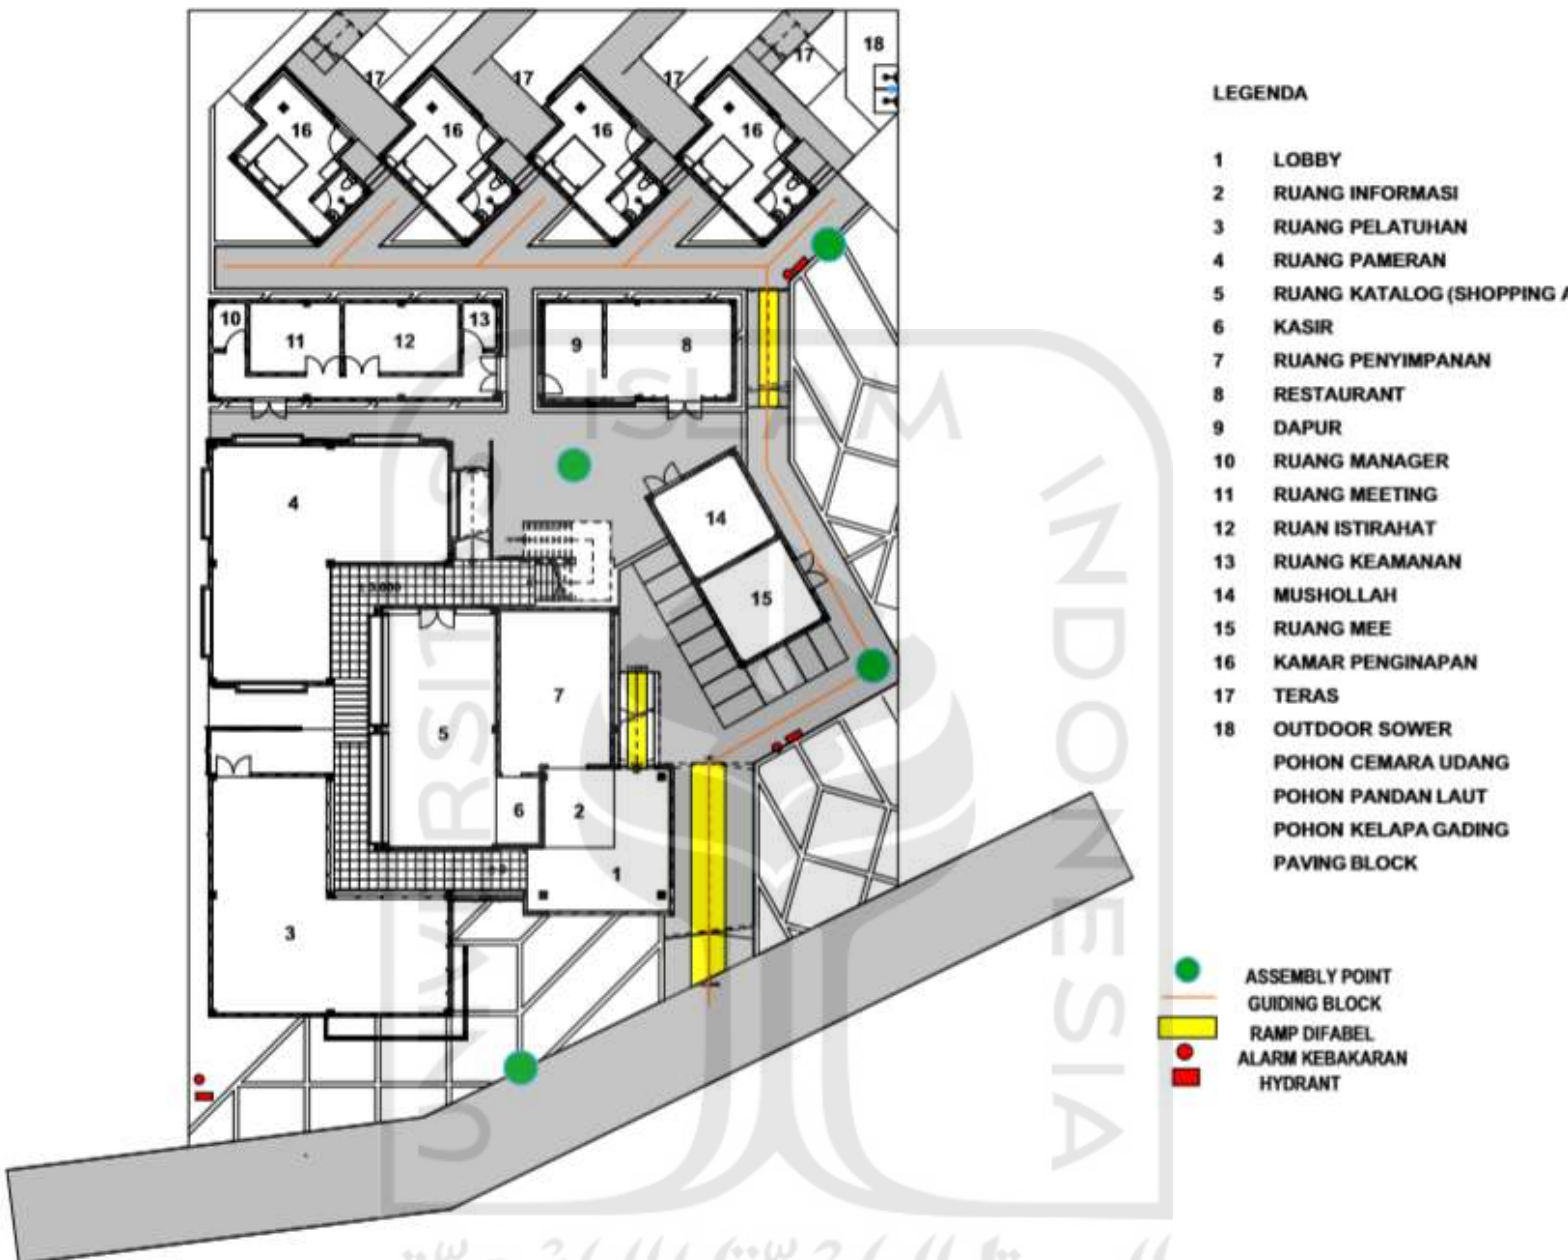 18
17
17
17
17
16
16
16
16
10
11
12
13
9
8
4
14
15
7
5
6
2
1
3
LEGENDA
1 LOBBY
2 RUANG INFORMASI
3 RUANG PELATUHAN
4 RUANG PAMERAN
5 RUANG KATALOG (SHOPPING A
6 KASIR
7 RUANG PENYIMPANAN
8 RESTAURANT
9 DAPUR
10 RUANG MANAGER
11 RUANG MEETING
12 RUAN ISTIRAHAT
13 RUANG KEAMANAN
14 MUSHOLLAH
15 RUANG MEE
16 KAMAR PENGINAPAN
17 TERAS
18 OUTDOOR SOWER
POHON CEMARA UDANG
POHON PANDAN LAUT
POHON KELAPA GADING
PAVING BLOCK
ASSEMBLY POINT
GUIDING BLOCK
RAMP DIFABEL
ALARM KEBAKARAN
HYDRANT
UNIVERSITAS
ISLAM
INDONESIA